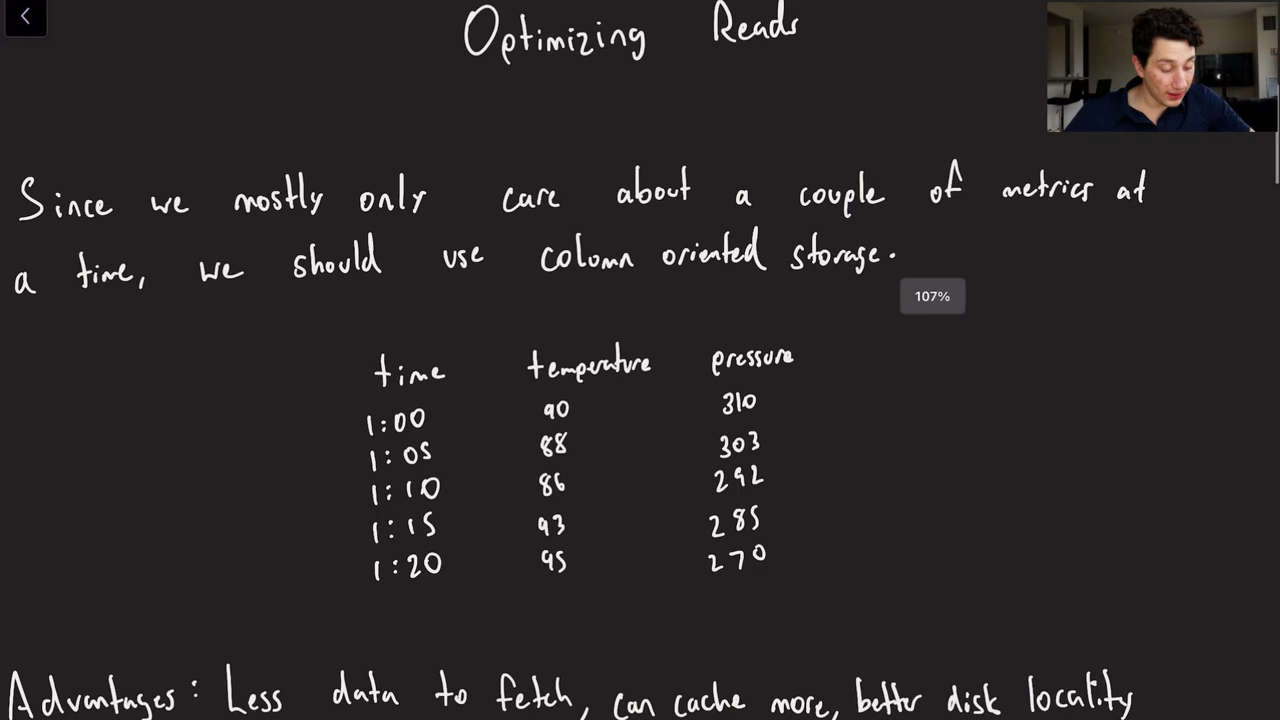 Optimizing Reads
Since we mostly only care about a couple of metrics at
a time, we should use column oriented storage.
107%
time temperature pressure
1:00 90 310
1:05 88 303
1:10 86 292
1:15 93 285
1:20 95 270
Advantages: Less data to fetch, can cache more, better disk locality